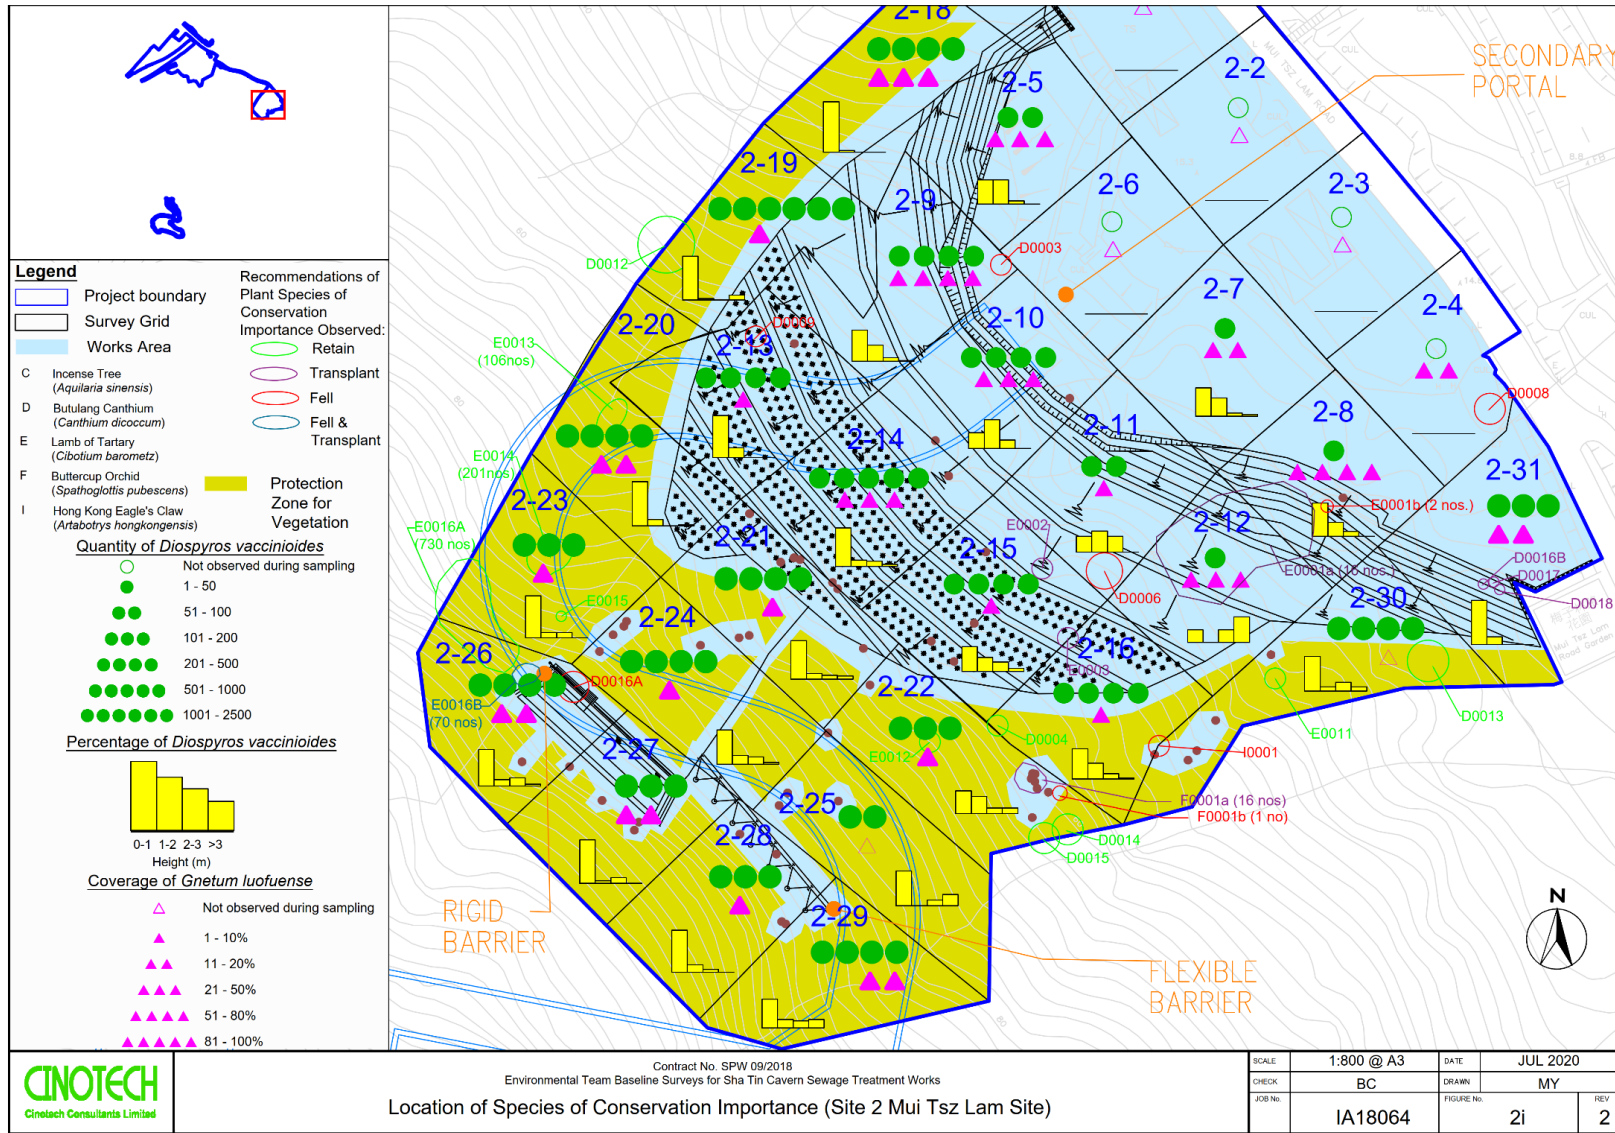 Legend
Project boundary
Survey Grid
Works Area
C Incense Tree
(Aquilaria sinensis)
D Butulang Canthium
(Canthium dicoccum)
E Lamb of Tartary
(Cibotium barometz)
F Buttercup Orchid
(Spathoglottis pubescens)
I Hong Kong Eagle's Claw
(Artabotrys hongkongensis)
Recommendations of
Plant Species of
Conservation
Importance Observed:
Retain
Transplant
Fell
Fell &
Transplant
Protection
Zone for
Vegetation
Quantity of Diospyros vaccinioides
Not observed during sampling
1 - 50
51 - 100
101 - 200
201 - 500
501 - 1000
1001 - 2500
Percentage of Diospyros vaccinioides
0-1 1-2 2-3 >3
Height (m)
Coverage of Gnetum luofuense
Not observed during sampling
1 - 10%
11 - 20%
21 - 50%
51 - 80%
81 - 100%
2-18
2-5
2-2
SECONDARY
PORTAL
MUI TSZ LAM ROAD
2-19
2-9
2-6
2-3
D0012
D0003
2-20
2-10
2-7
2-4
E0013
(106nos)
D0009
2-13
D0008
2-14
2-11
2-8
E0014
(201nos)
2-31
2-23
E0001b (2 nos.)
E0016A
(730 nos)
2-21
E0002
2-15
2-12
E0001a (16 nos.)
D0016B
D0017
D0018
D0006
2-30
E0015
2-24
Mui Tsz Lam
Road Garden
2-26
E0003
2-16
D0016A
E0016B
(70 nos)
2-22
D0013
E0011
D0004
E0012
I0001
2-27
2-25
F0001a (16 nos)
F0001b (1 no)
2-28
D0014
D0015
RIGID
BARRIER
2-29
FLEXIBLE
BARRIER
N
CINOTECH
Cinotech Consultants Limited
Contract No. SPW 09/2018
Environmental Team Baseline Surveys for Sha Tin Cavern Sewage Treatment Works
Location of Species of Conservation Importance (Site 2 Mui Tsz Lam Site)
SCALE 1:800 @ A3 DATE JUL 2020
CHECK BC DRAWN MY
JOB No. IA18064 FIGURE No. 2i REV 2